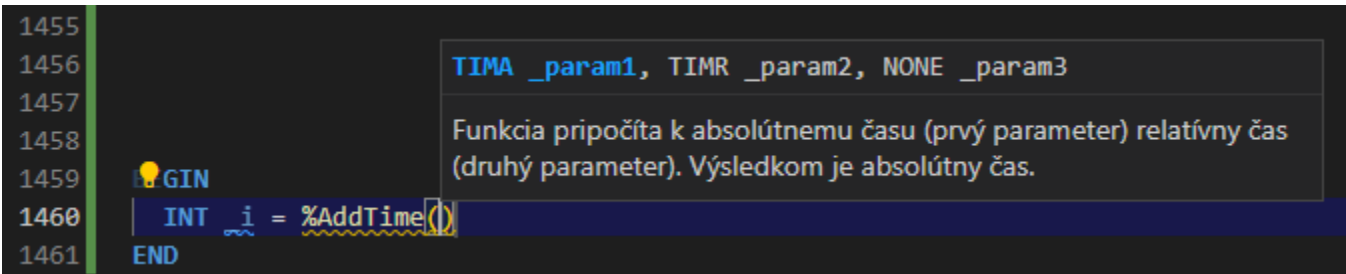 1455
1456
TIMA _param1, TIMR _param2, NONE _param3
1457
1458
Funkcia pripočíta k absolútnemu času (prvý parameter) relatívny čas
(druhý parameter). Výsledkom je absolútny čas.
1459 BEGIN
1460 INT _i = %AddTime()
1461 END